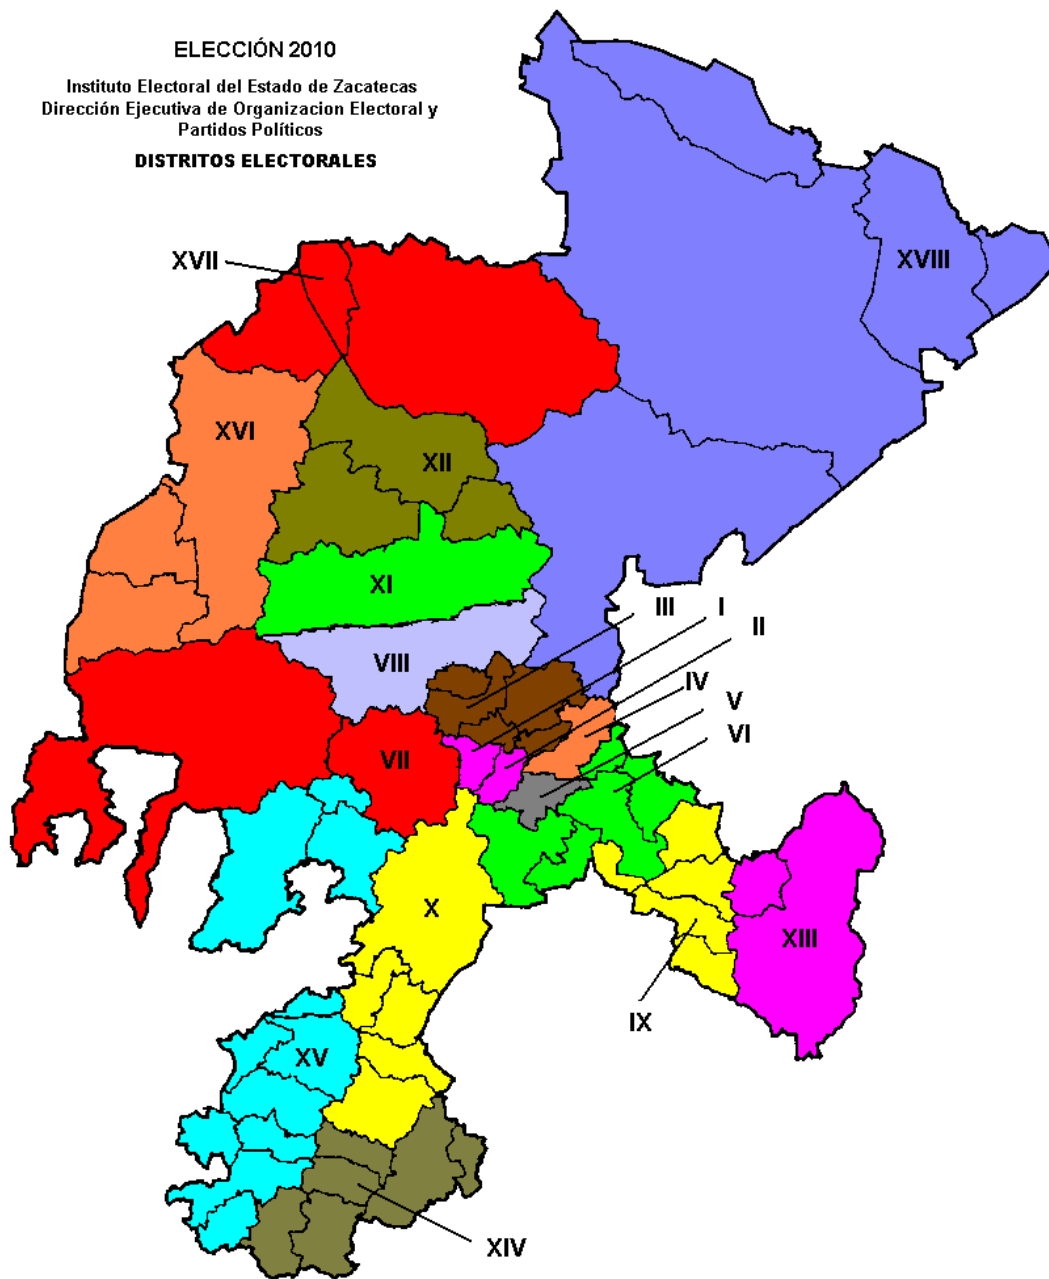 ELECCIÓN 2010
Instituto Electoral del Estado de Zacatecas
Dirección Ejecutiva de Organizacion Electoral y
Partidos Políticos
DISTRITOS ELECTORALES
XVII
XVIII
XVI
XII
XI
III
I
II
VIII
IV
V
VI
VII
X
XIII
IX
XV
XIV